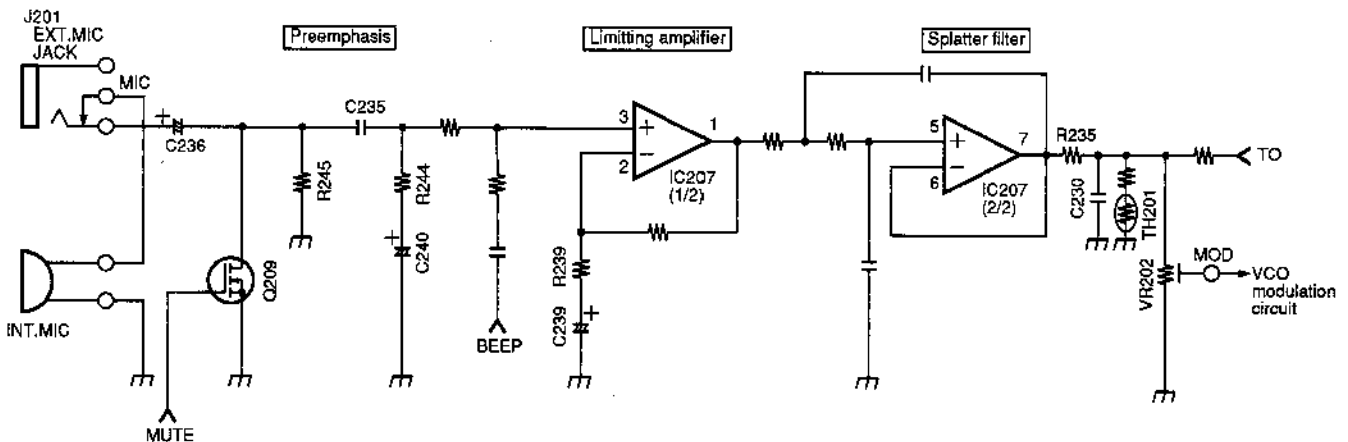 J201
EXT.MIC
JACK
MIC
C236
Preemphasis
C235
R245
R244
C240
Q209
INT.MIC
MUTE
BEEP
Limitting amplifier
3
2
1
IC207
(1/2)
R239
C239
Splatter filter
5
6
7
IC207
(2/2)
R235
C230
TH201
TO
VR202
MOD
VCO
modulation
circuit